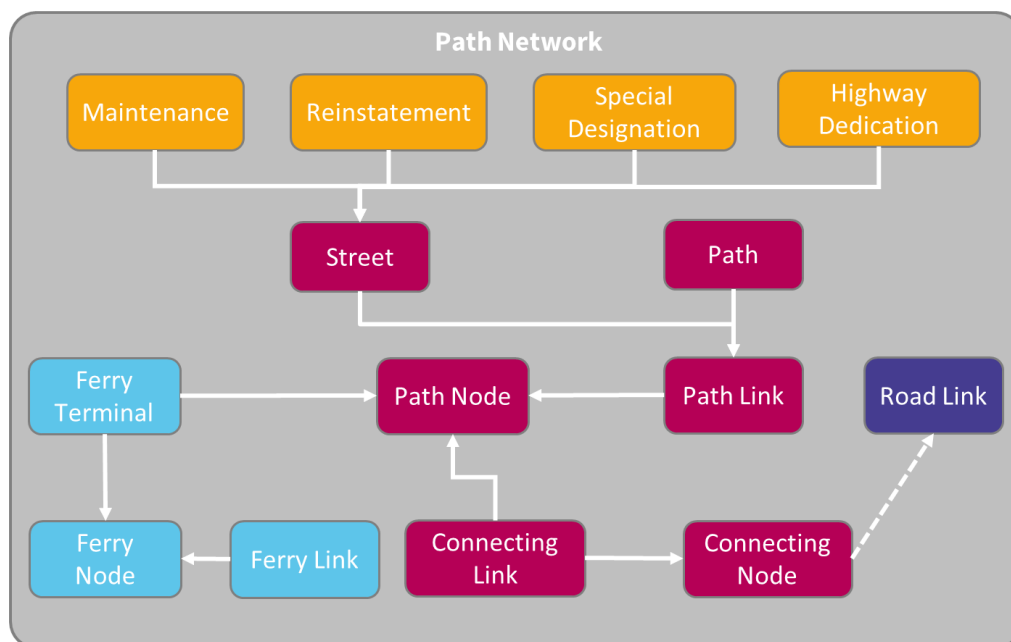 Path Network
Maintenance
Reinstatement
Special
Designation
Highway
Dedication
Street
Path
Ferry
Terminal
Path Node
Path Link
Road Link
Ferry
Node
Ferry Link
Connecting
Link
Connecting
Node